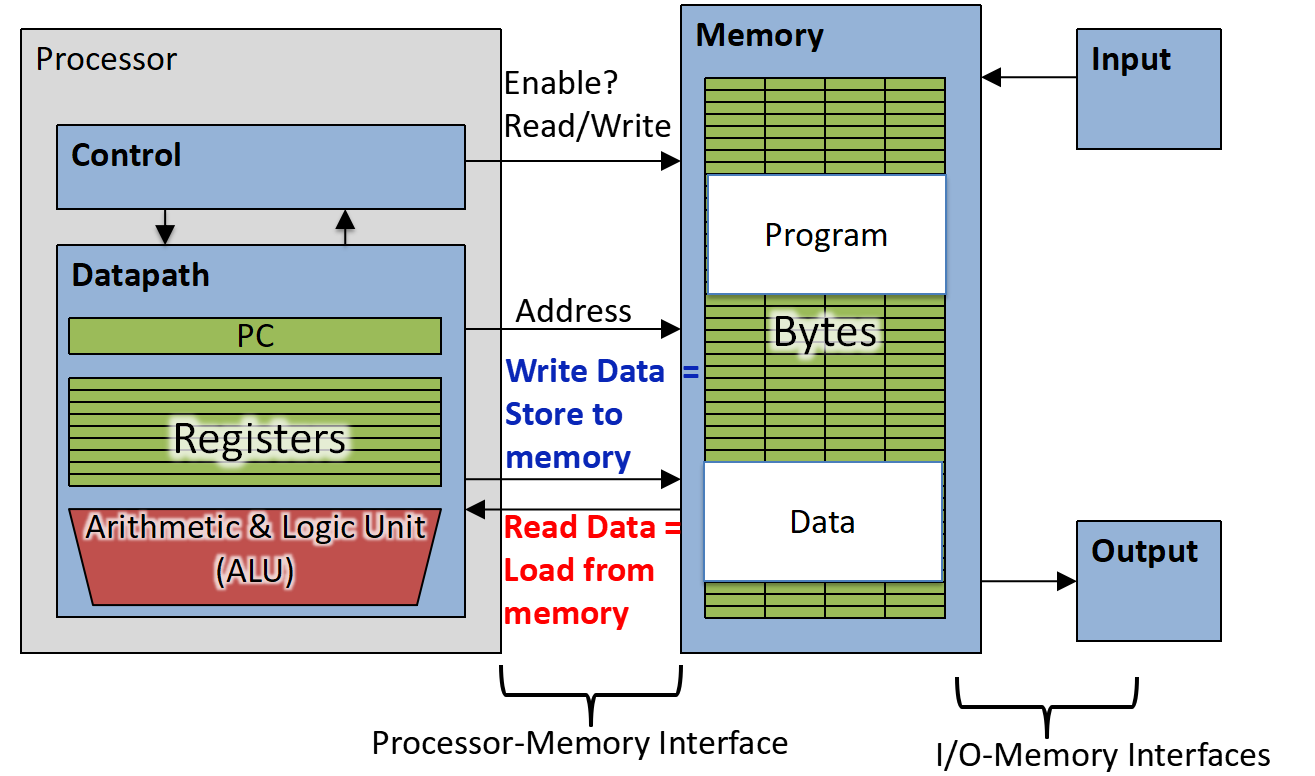 Processor
Control
Datapath
PC
Registers
Arithmetic & Logic Unit
(ALU)
Enable?
Read/Write
Address
Write Data =
Store to
memory
Read Data =
Load from
memory
Memory
Program
Bytes
Data
Input
Output
Processor-Memory Interface
I/O-Memory Interfaces